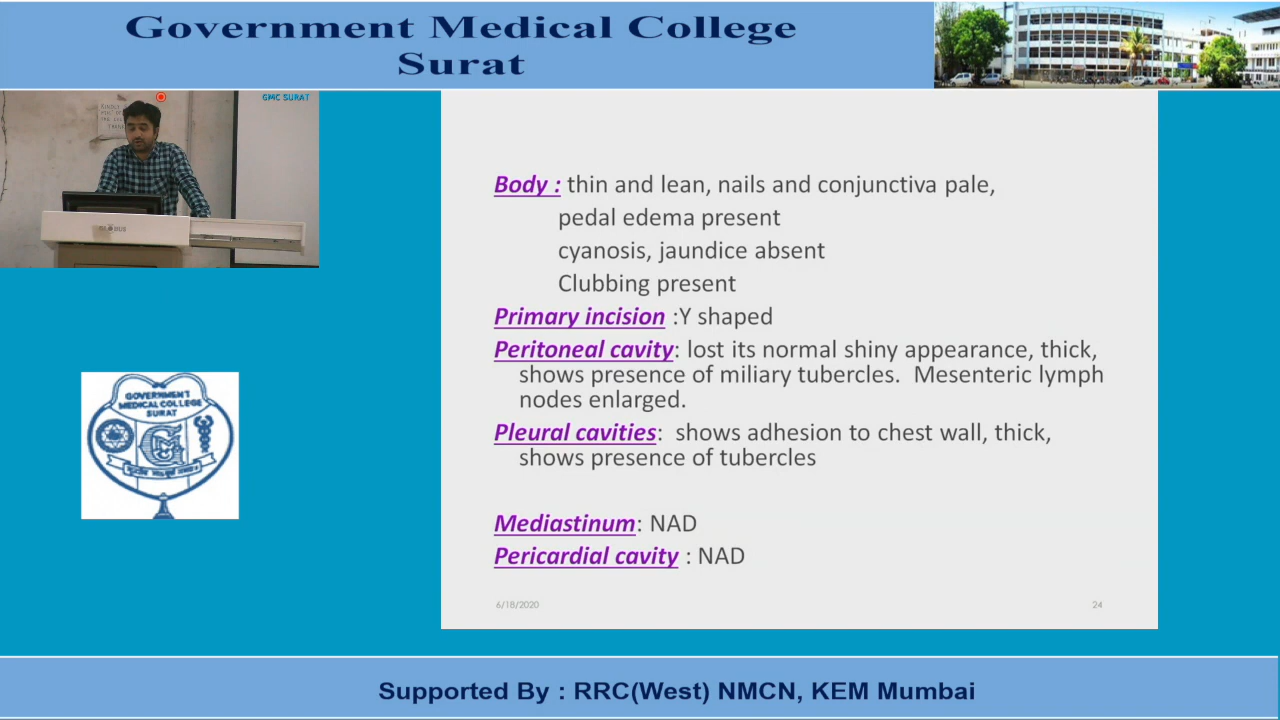 Government Medical College
Surat
GMC SURAT
GLOBUS
GOVERNMENT
MEDICAL COLLEGE
SURAT
Body : thin and lean, nails and conjunctiva pale,
pedal edema present
cyanosis, jaundice absent
Clubbing present
Primary incision :Y shaped
Peritoneal cavity: lost its normal shiny appearance, thick,
shows presence of miliary tubercles. Mesenteric lymph
nodes enlarged.
Pleural cavities: shows adhesion to chest wall, thick,
shows presence of tubercles
Mediastinum: NAD
Pericardial cavity : NAD
6/18/2020
24
Supported By : RRC(West) NMCN, KEM Mumbai